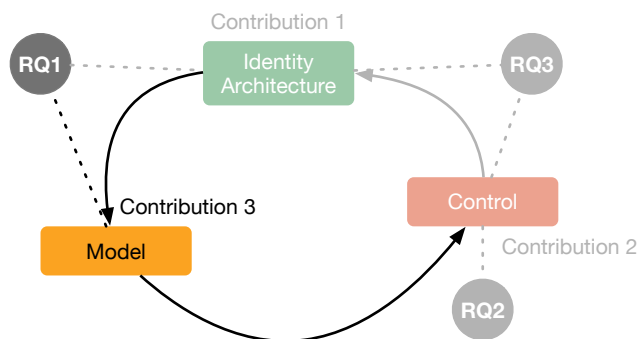 Contribution 1
RQ1
Identity
Architecture
RQ3
Contribution 3
Control
Model
Contribution 2
RQ2